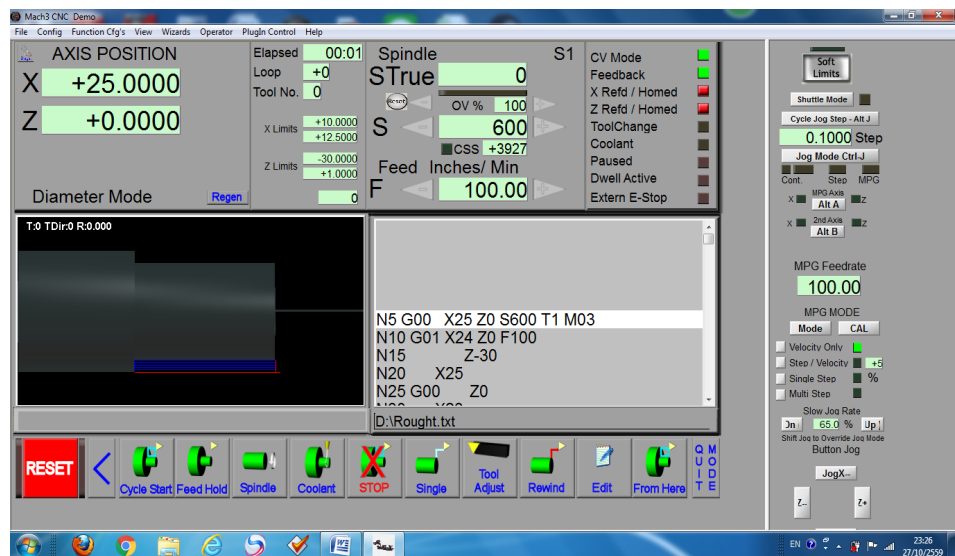 Mach3 CNC Demo
File Config Function Cfg's View Wizards Operator PlugIn Control Help
AXIS POSITION
X +25.0000
Z +0.0000
Diameter Mode
Regen
Elapsed 00:01
Loop +0
Tool No. 0
X Limits +10.0000
+12.5000
Z Limits -30.0000
+1.0000
0
Spindle S1
STrue 0
Reset
OV % 100
S 600
CSS +3927
Feed Inches/ Min
F 100.00
CV Mode
Feedback
X Refd / Homed
Z Refd / Homed
ToolChange
Coolant
Paused
Dwell Active
Extern E-Stop
T:0 TDir:0 R:0.000
N5 G00 X25 Z0 S600 T1 M03
N10 G01 X24 Z0 F100
N15 Z-30
N20 X25
N25 G00 Z0
D:\Rought.txt
RESET
Cycle Start
Feed Hold
Spindle
Coolant
STOP
Single
Tool
Adjust
Rewind
Edit
From Here
QUIT
MODE
Soft
Limits
Shuttle Mode
Cycle Jog Step - Alt J
0.1000 Step
Jog Mode Ctrl-J
Cont. Step MPG
MPG Axis
X Alt A Z
2nd Axis
X Alt B Z
MPG Feedrate
100.00
MPG MODE
Mode CAL
Velocity Only
Step / Velocity +5
Single Step %
Multi Step
Slow Jog Rate
65.0 % Up
Shift Jog to Override Jog Mode
Button Jog
JogX--
Z-- Z+
EN
23:26
27/10/2559